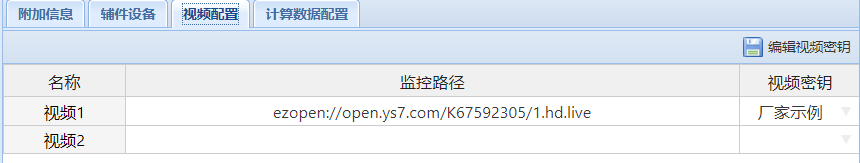 附加信息 辅件设备 视频配置 计算数据配置
编辑视频密钥
名称 监控路径 视频密钥
视频1 ezopen://open.ys7.com/K67592305/1.hd.live 厂家示例
视频2